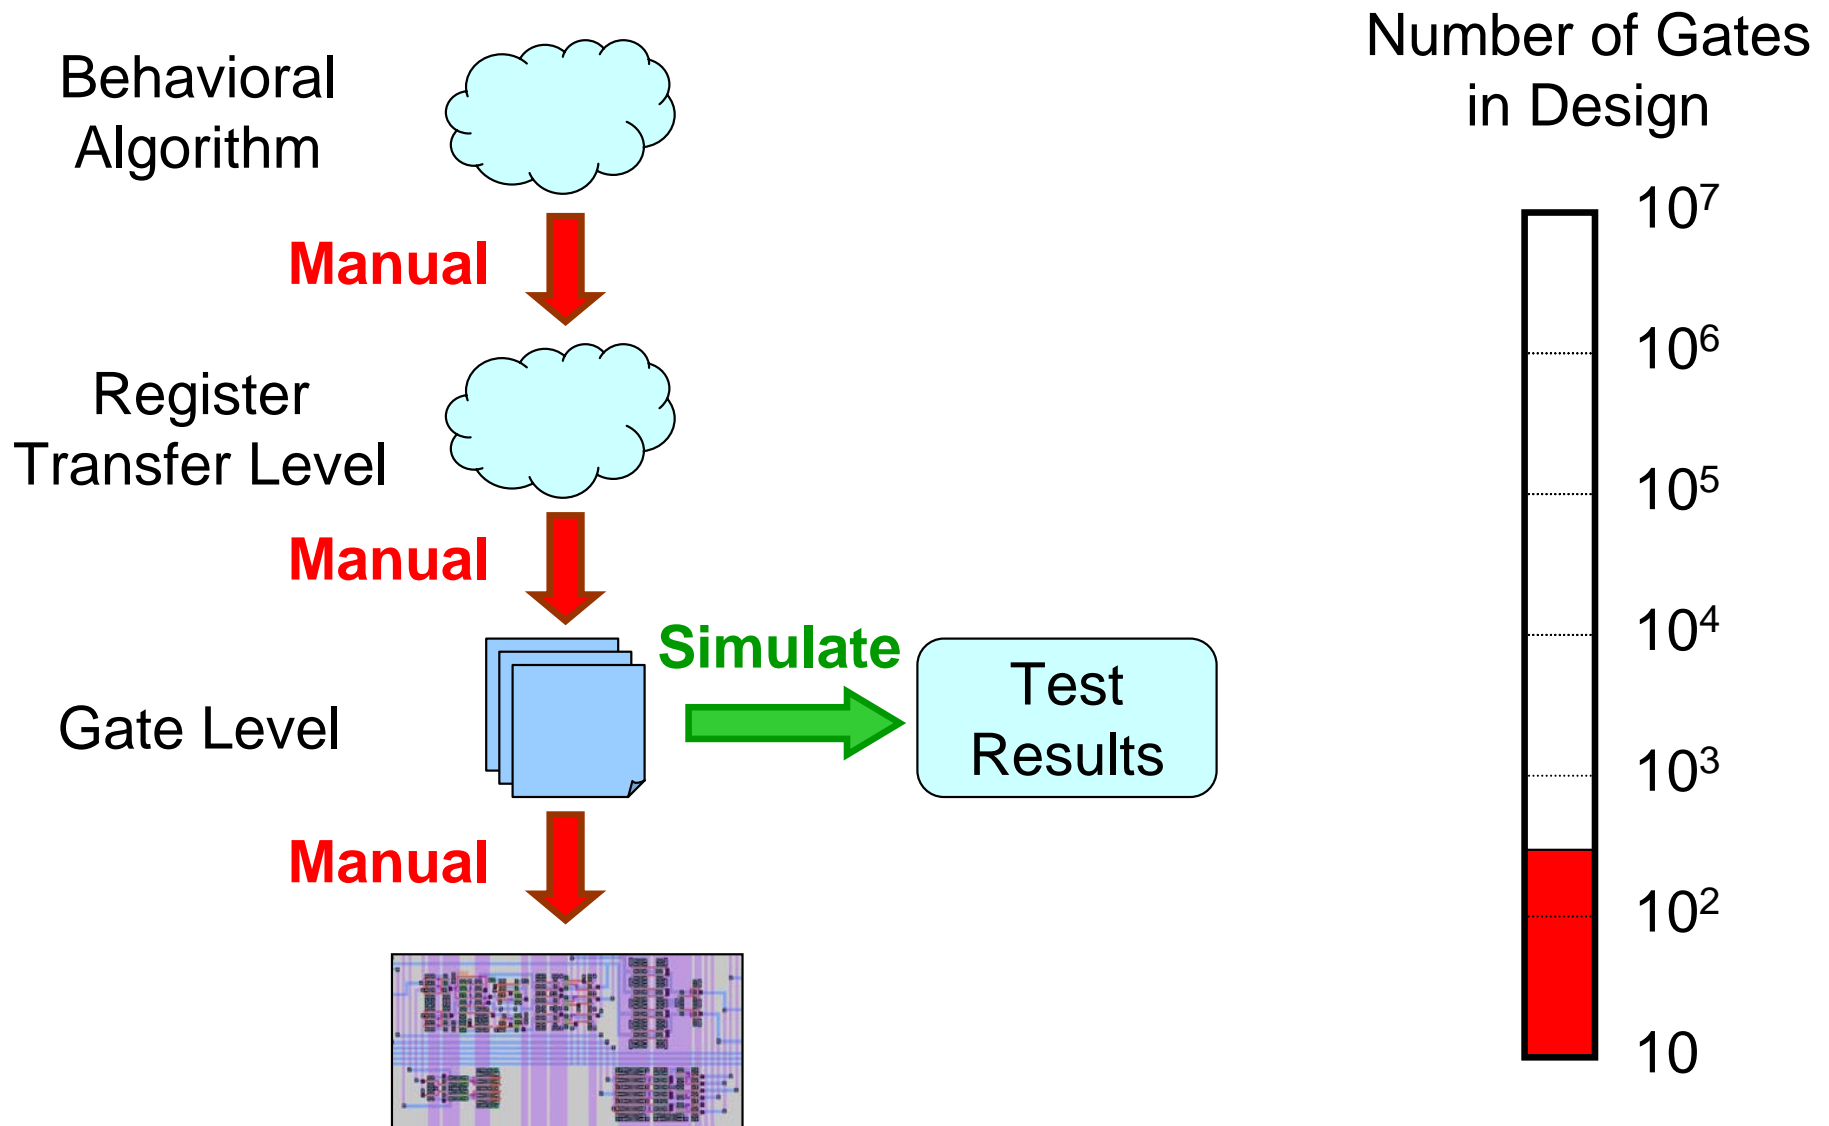 Behavioral
Algorithm
Manual
Register
Transfer Level
Manual
Gate Level
Simulate
Test
Results
Manual
Number of Gates
in Design
10⁷
10⁶
10⁵
10⁴
10³
10²
10